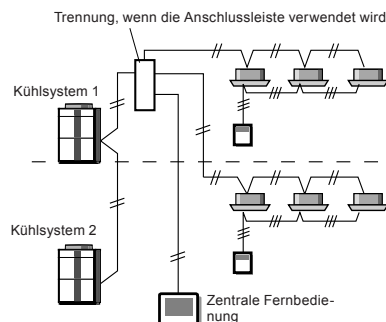 Trennung, wenn die Anschlussleiste verwendet wird
Kühlsystem 1
Kühlsystem 2
Zentrale Fernbedie-
nung